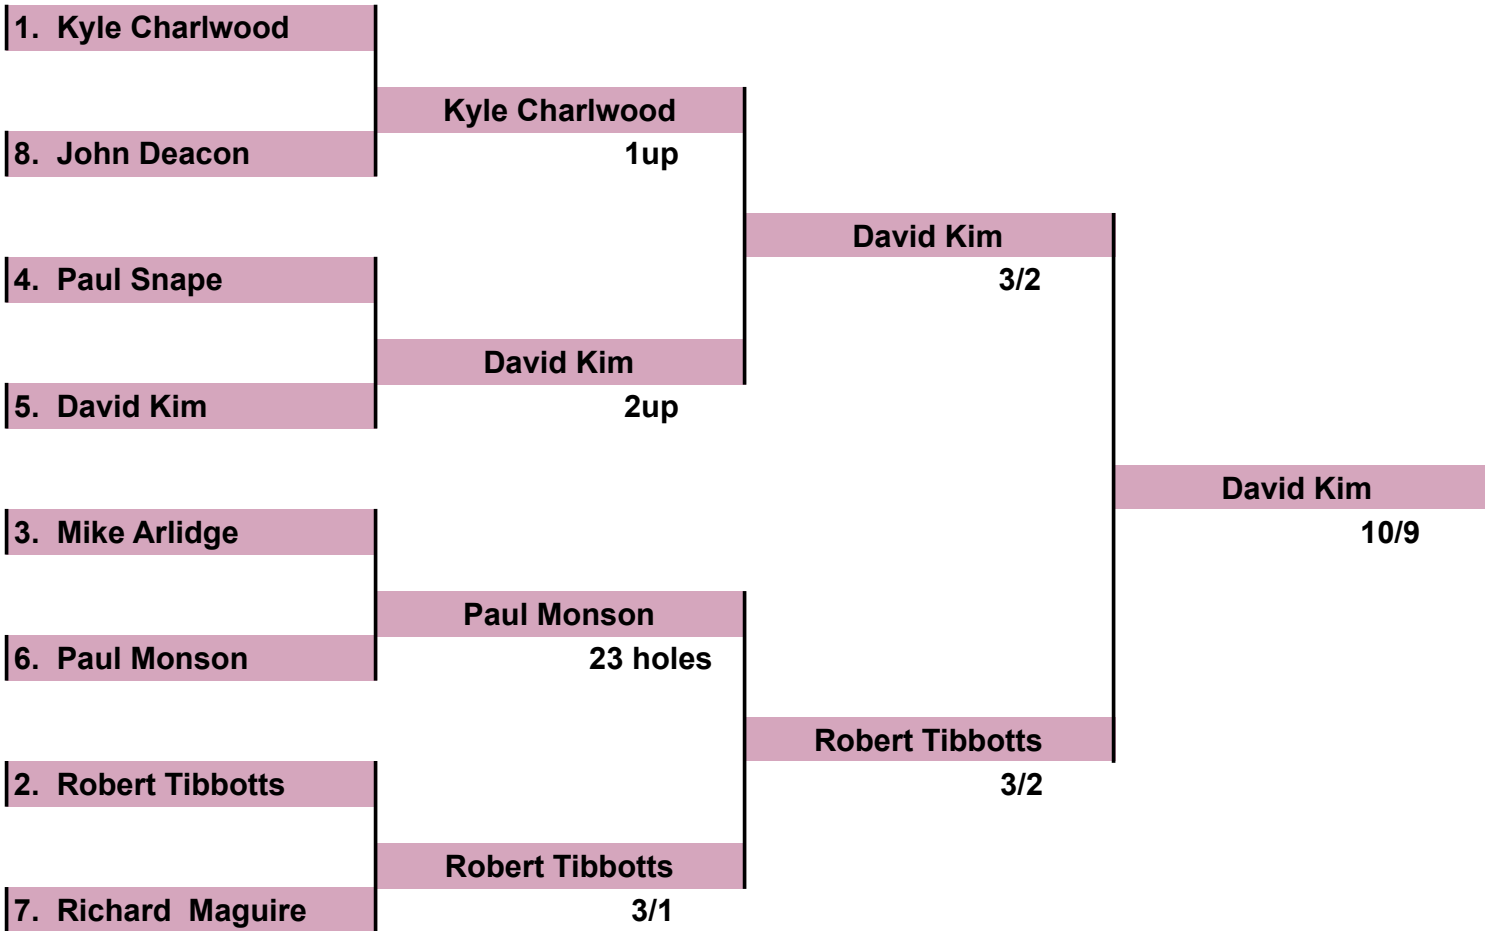 1. Kyle Charlwood
Kyle Charlwood
8. John Deacon
1up
David Kim
4. Paul Snape
3/2
David Kim
5. David Kim
2up
David Kim
3. Mike Arlidge
10/9
Paul Monson
6. Paul Monson
23 holes
Robert Tibbotts
2. Robert Tibbotts
3/2
Robert Tibbotts
7. Richard Maguire
3/1